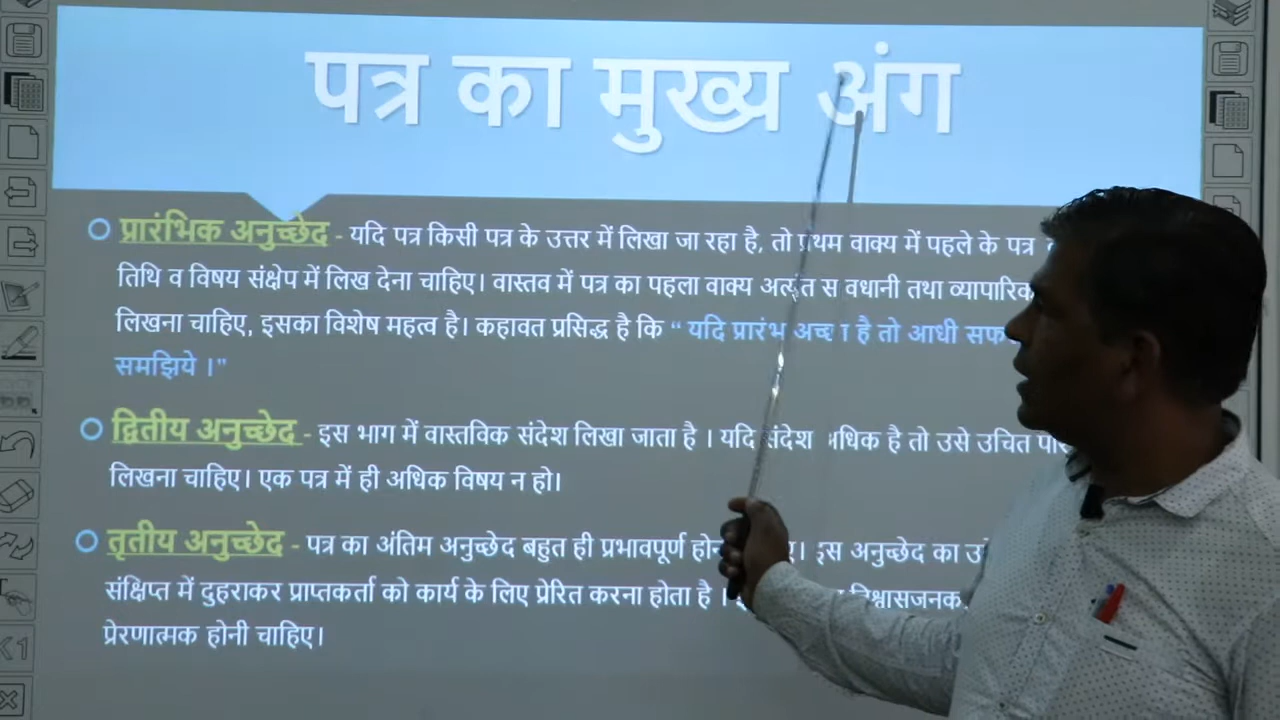 पत्र का मुख्य अंग
प्रारंभिक अनुच्छेद - यदि पत्र किसी पत्र के उत्तर में लिखा जा रहा है, तो प्रथम वाक्य में पहले के पत्र
तिथि व विषय संक्षेप में लिख देना चाहिए। वास्तव में पत्र का पहला वाक्य अत्यंत सावधानी तथा व्यापारिक
लिखना चाहिए, इसका विशेष महत्व है। कहावत प्रसिद्ध है कि “ यदि प्रारंभ अच्छा है तो आधी
समझिये ।”
द्वितीय अनुच्छेद - इस भाग में वास्तविक संदेश लिखा जाता है । यदि संदेश अधिक है तो उसे उचित
लिखना चाहिए। एक पत्र में ही अधिक विषय न हो।
तृतीय अनुच्छेद - पत्र का अंतिम अनुच्छेद बहुत ही प्रभावपूर्ण इस अनुच्छेद का
संक्षिप्त में दुहराकर प्राप्तकर्ता को कार्य के लिए प्रेरित करना होता है । विश्वासजनक
प्रेरणात्मक होनी चाहिए।